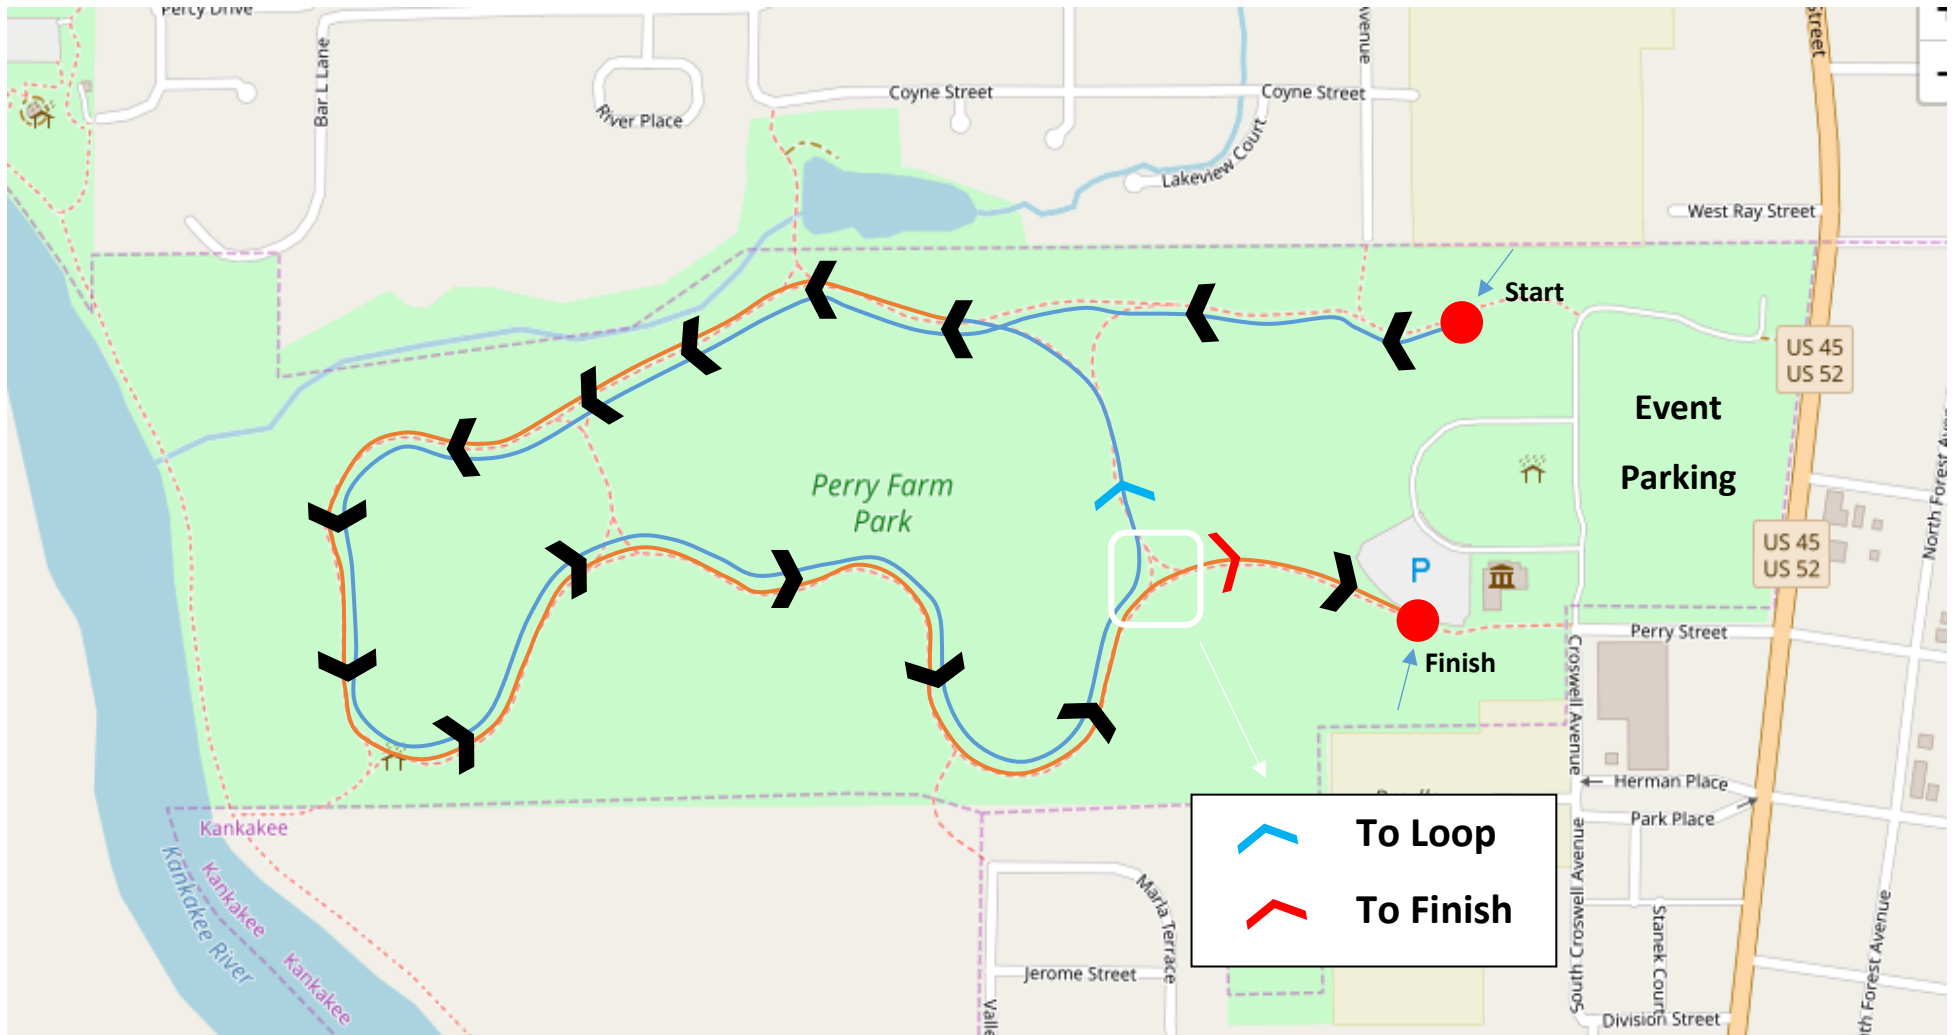 Percy Drive
Bar L Lane
River Place
Coyne Street
Coyne Street
Avenue
Street
Lakeview Court
West Ray Street
Start
US 45
US 52
Event
Parking
Perry Farm
Park
North Forest Avenue
US 45
US 52
P
Perry Street
Finish
Croswell Avenue
Herman Place
Park Place
Kankakee
Kankakee River
Kankakee
Kankakee
To Loop
To Finish
Maria Terrace
Jerome Street
South Croswell Avenue
Stanek Court
Forest Avenue
Division Street